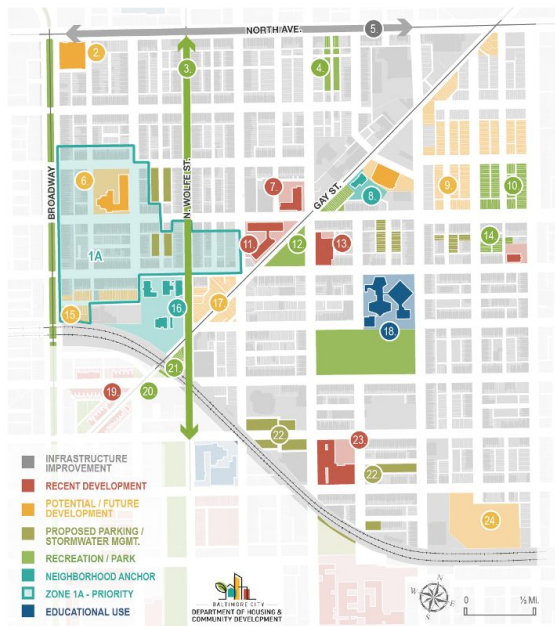 NORTH AVE.
5.
2
3.
4
BROADWAY
N. WOLFE ST.
GAY ST.
6
7.
8.
9.
10
1A
11
12
13
14
15
16
17
18.
19.
20
21
22
22
23.
24.
INFRASTRUCTURE
IMPROVEMENT
RECENT DEVELOPMENT
POTENTIAL / FUTURE
DEVELOPMENT
PROPOSED PARKING /
STORMWATER MGMT.
RECREATION / PARK
NEIGHBORHOOD ANCHOR
ZONE 1A - PRIORITY
EDUCATIONAL USE
BALTIMORE CITY
DEPARTMENT OF HOUSING &
COMMUNITY DEVELOPMENT
N
W
E
S
0
½ Mi.